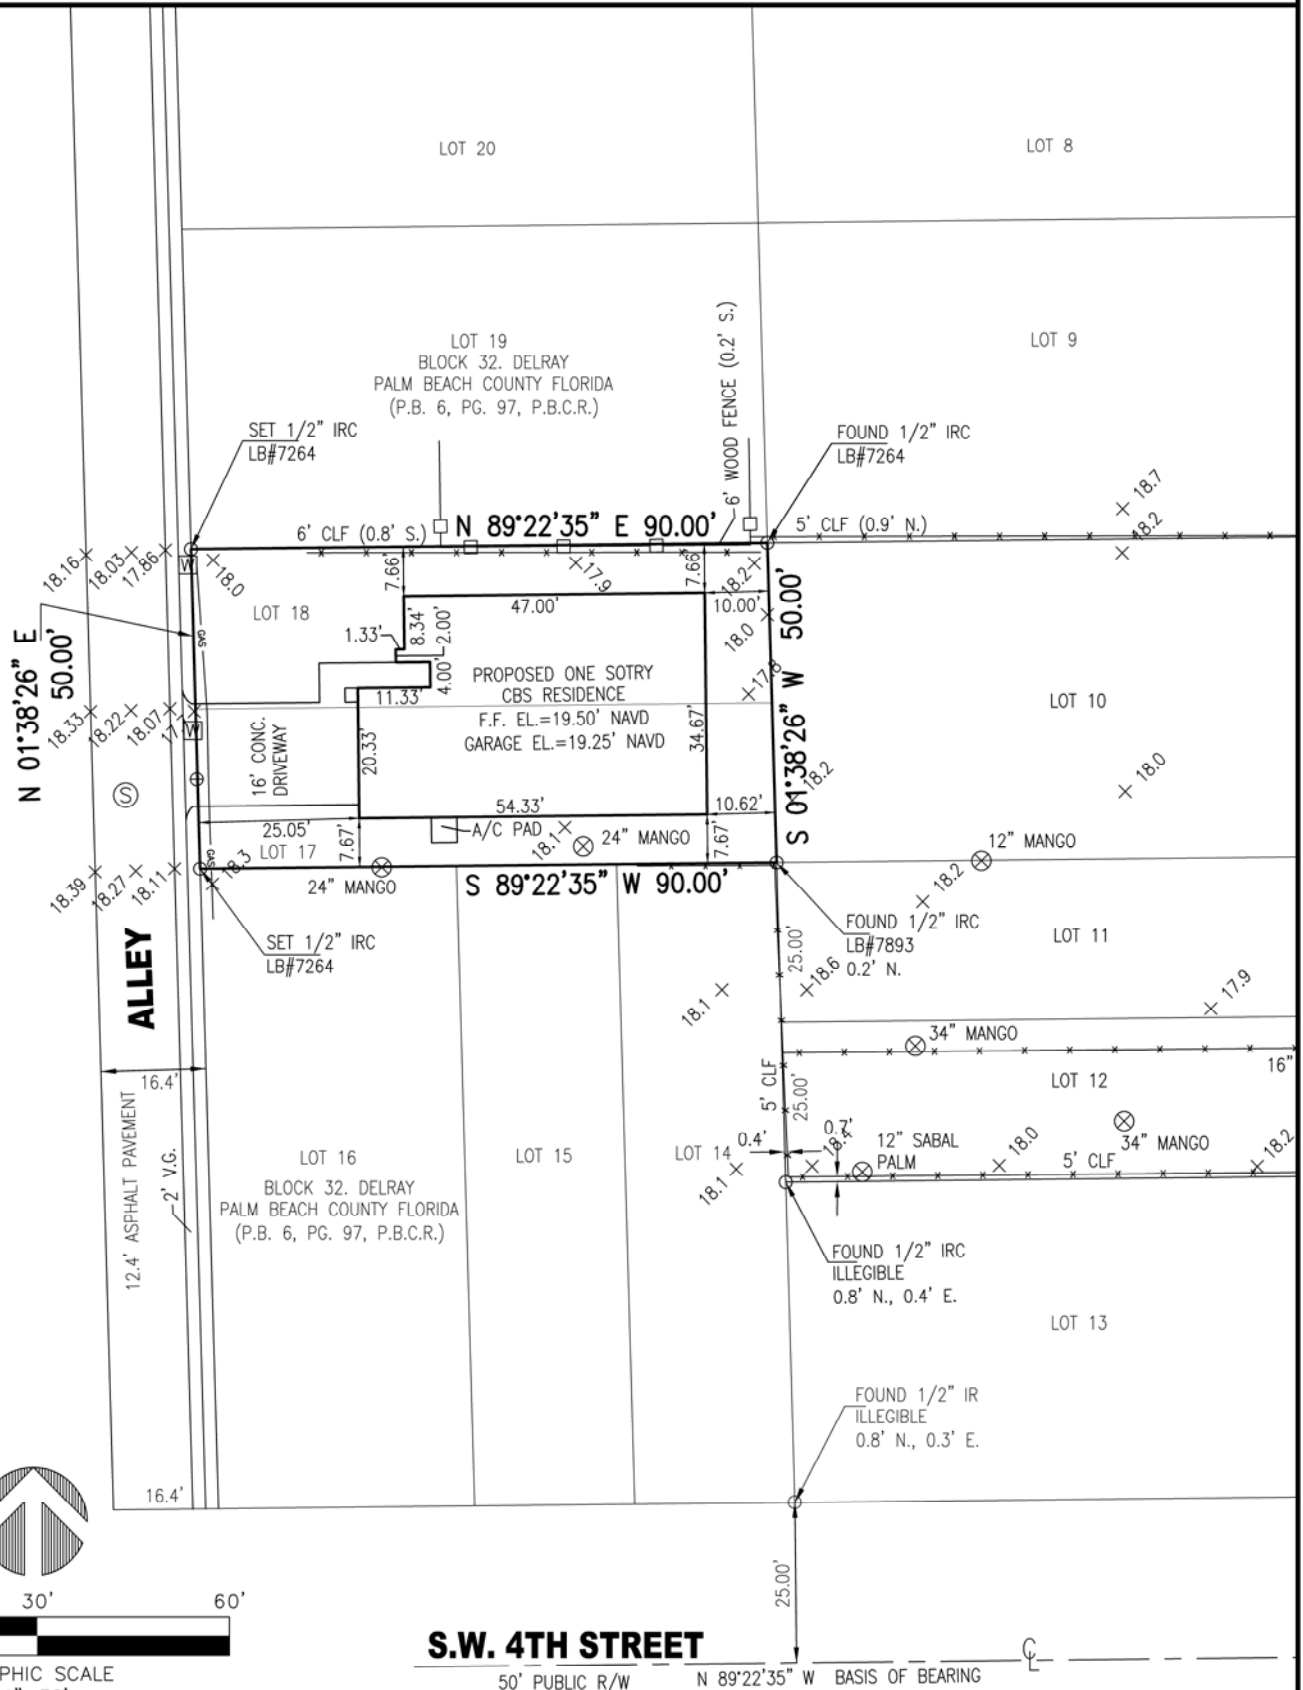 LOT 20
LOT 8
LOT 19
BLOCK 32. DELRAY
PALM BEACH COUNTY FLORIDA
(P.B. 6, PG. 97, P.B.C.R.)
LOT 9
6' WOOD FENCE (0.2' S.)
SET 1/2" IRC
LB#7264
FOUND 1/2" IRC
LB#7264
18.7
18.2
6' CLF (0.8' S.)
N 89°22'35" E 90.00'
5' CLF (0.9' N.)
18.16
18.03
17.86
W
18.0
7.66'
17.9
7.66'
18.2
N 01°38'26" E
50.00'
GAS
LOT 18
47.00'
10.00'
18.0
S 01°38'26" W 50.00'
1.33'
8.34'
2.00'
4.00'
11.33'
PROPOSED ONE SOTRY
CBS RESIDENCE
F.F. EL.=19.50' NAVD
GARAGE EL.=19.25' NAVD
17.8
LOT 10
18.33
18.22
18.07
W
16' CONC.
DRIVEWAY
20.33'
34.67'
S
18.2
18.0
54.33'
10.62'
25.05'
A/C PAD
LOT 17
7.67'
18.1
24" MANGO
7.67'
12" MANGO
GAS
18.3
18.39
18.27
18.11
24" MANGO
S 89°22'35" W 90.00'
18.2
SET 1/2" IRC
LB#7264
FOUND 1/2" IRC
LB#7893
0.2' N.
25.00'
LOT 11
ALLEY
18.1
18.6
17.9
34" MANGO
16"
16.4'
5' CLF
25.00'
LOT 12
12.4' ASPHALT PAVEMENT
2' V.G.
LOT 16
BLOCK 32. DELRAY
PALM BEACH COUNTY FLORIDA
(P.B. 6, PG. 97, P.B.C.R.)
LOT 15
LOT 14
0.4'
0.7'
18.4
12" SABAL
PALM
18.0
34" MANGO
5' CLF
18.2
18.1
FOUND 1/2" IRC
ILLEGIBLE
0.8' N., 0.4' E.
LOT 13
FOUND 1/2" IR
ILLEGIBLE
0.8' N., 0.3' E.
16.4'
25.00'
30' 60'
PHIC SCALE
S.W. 4TH STREET
50' PUBLIC R/W
N 89°22'35" W BASIS OF BEARING